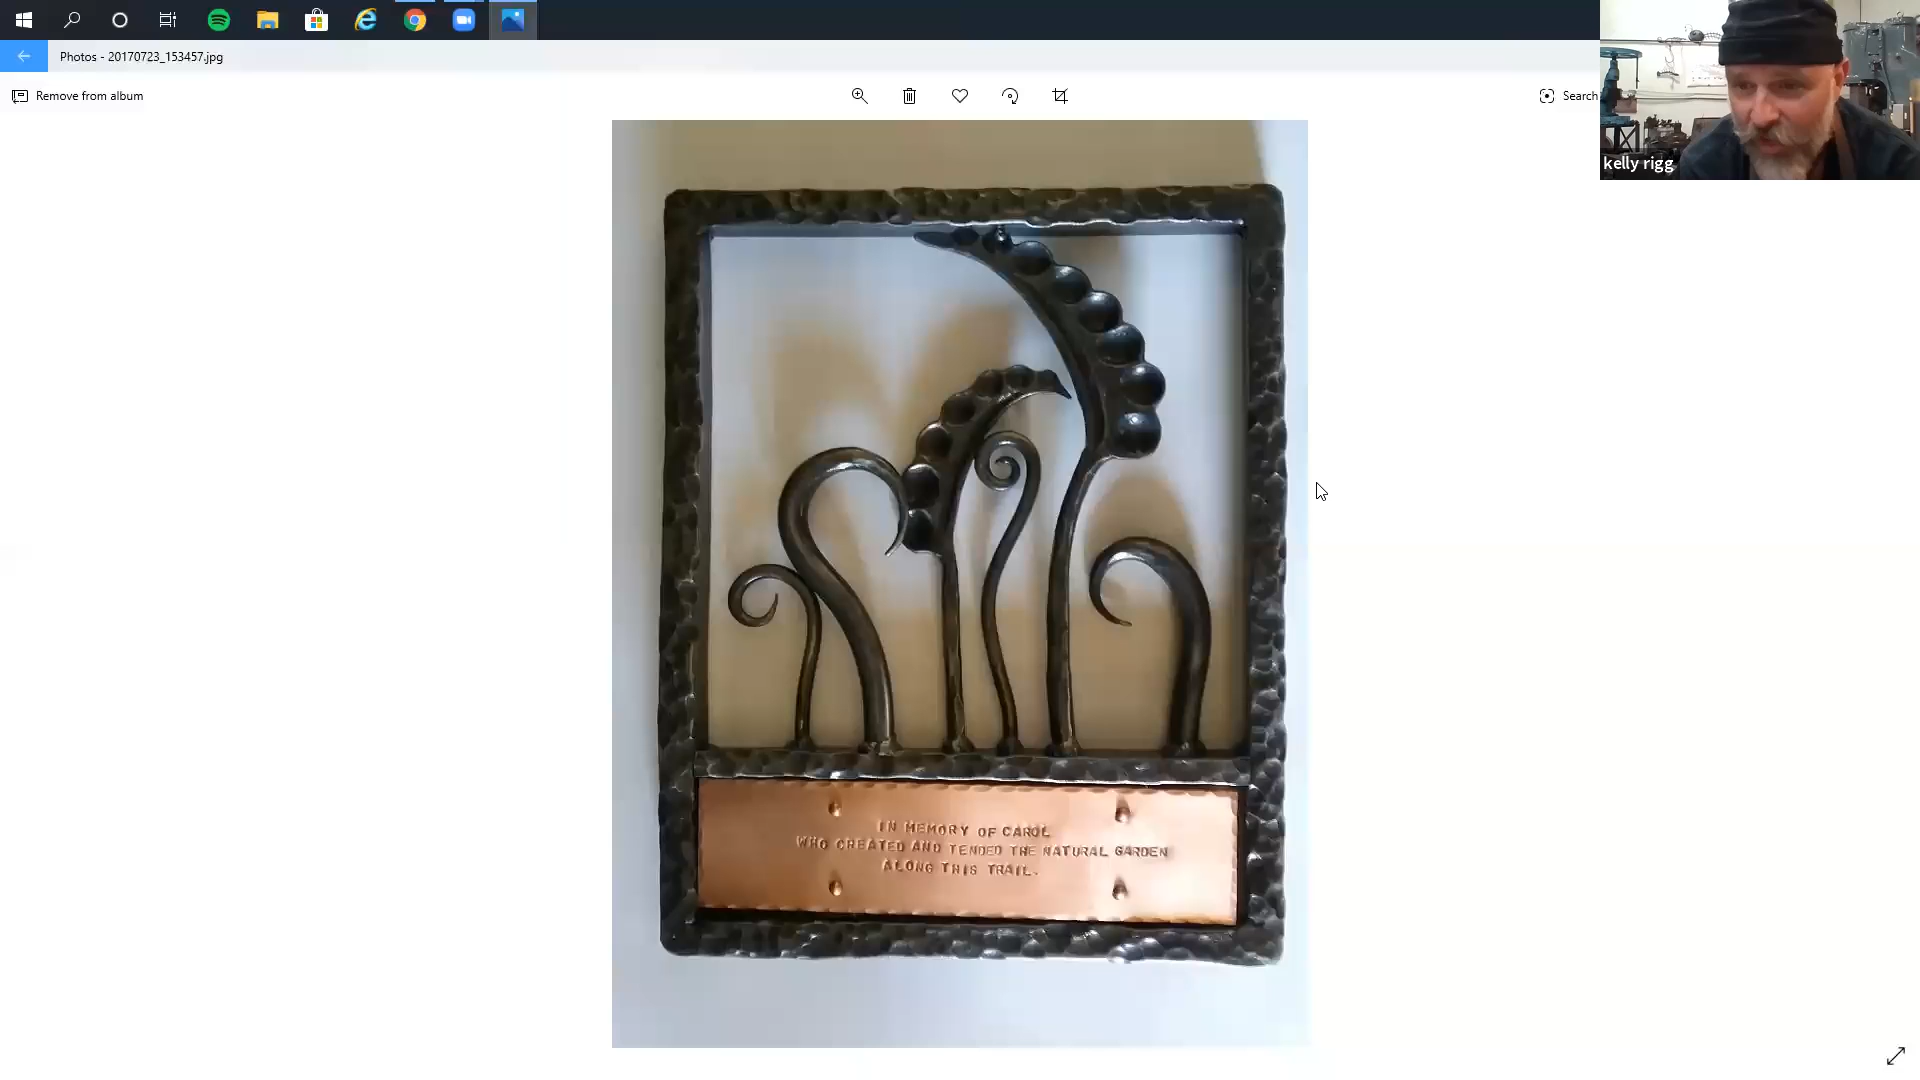 Photos - 20170723_153457.jpg
Remove from album
Search
kelly rigg
IN MEMORY OF CAROL
WHO CREATED AND TENDED THE NATURAL GARDEN
ALONG THIS TRAIL.